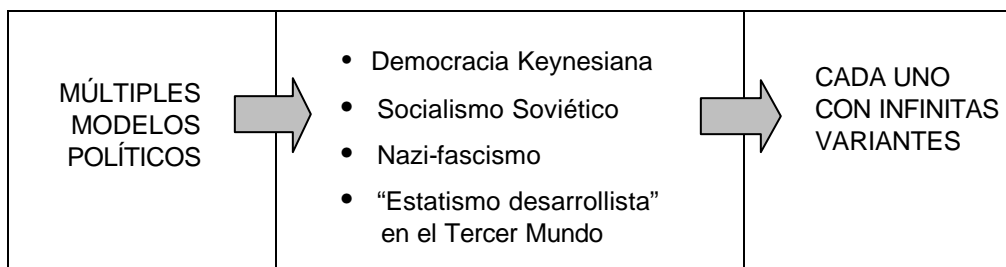 MÚLTIPLES
MODELOS
POLÍTICOS
• Democracia Keynesiana
• Socialismo Soviético
• Nazi-fascismo
• “Estatismo desarrollista”
en el Tercer Mundo
CADA UNO
CON INFINITAS
VARIANTES